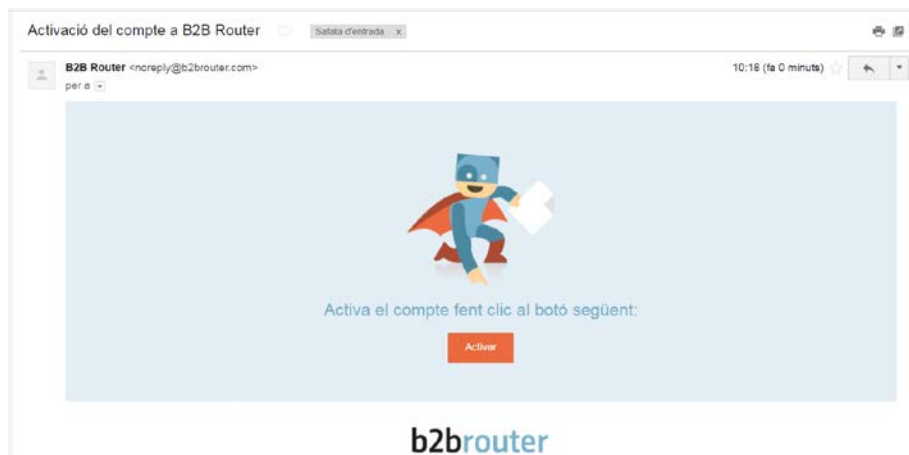 Activació del compte a B2B Router
Satata d'entrada x
B2B Router <noreply@b2brouter.com>
10:18 (fa 0 minuts)
per a
Activa el compte fent clic al botó següent:
Activar
b2brouter